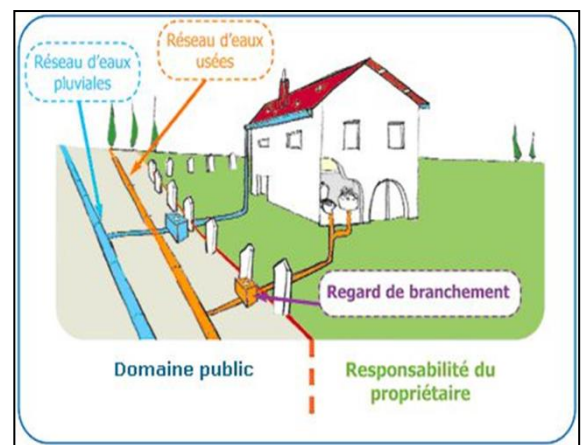 Réseau d'eaux
usées
Réseau d'eaux
pluviales
Regard de branchement
Domaine public
Responsabilité du
propriétaire